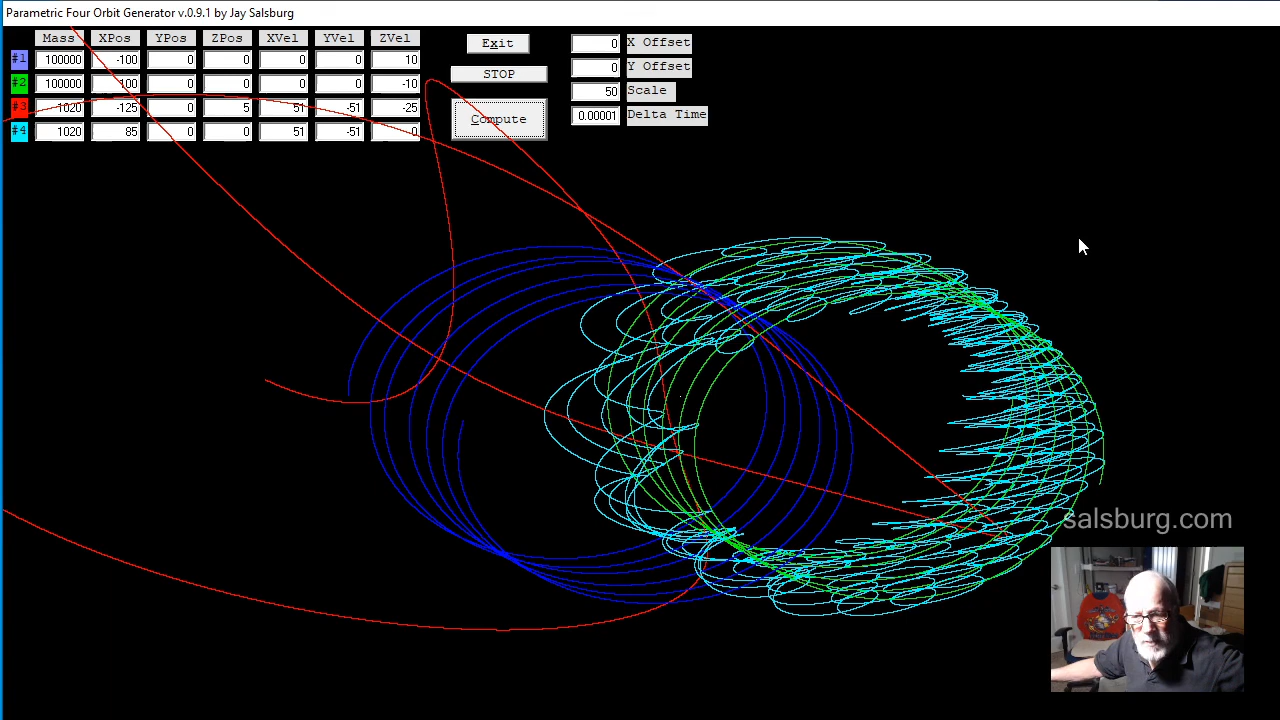 Parametric Four Orbit Generator v.0.9.1 by Jay Salsburg
Mass XPos YPos ZPos XVel YVel ZVel
#1 100000 -100 0 0 0 0 10
#2 100000 100 0 0 0 0 -10
#3 1020 -125 0 5 51 -51 -25
#4 1020 85 0 0 51 -51 0
Exit
STOP
Compute
0 X Offset
0 Y Offset
50 Scale
0.00001 Delta Time
salsburg.com